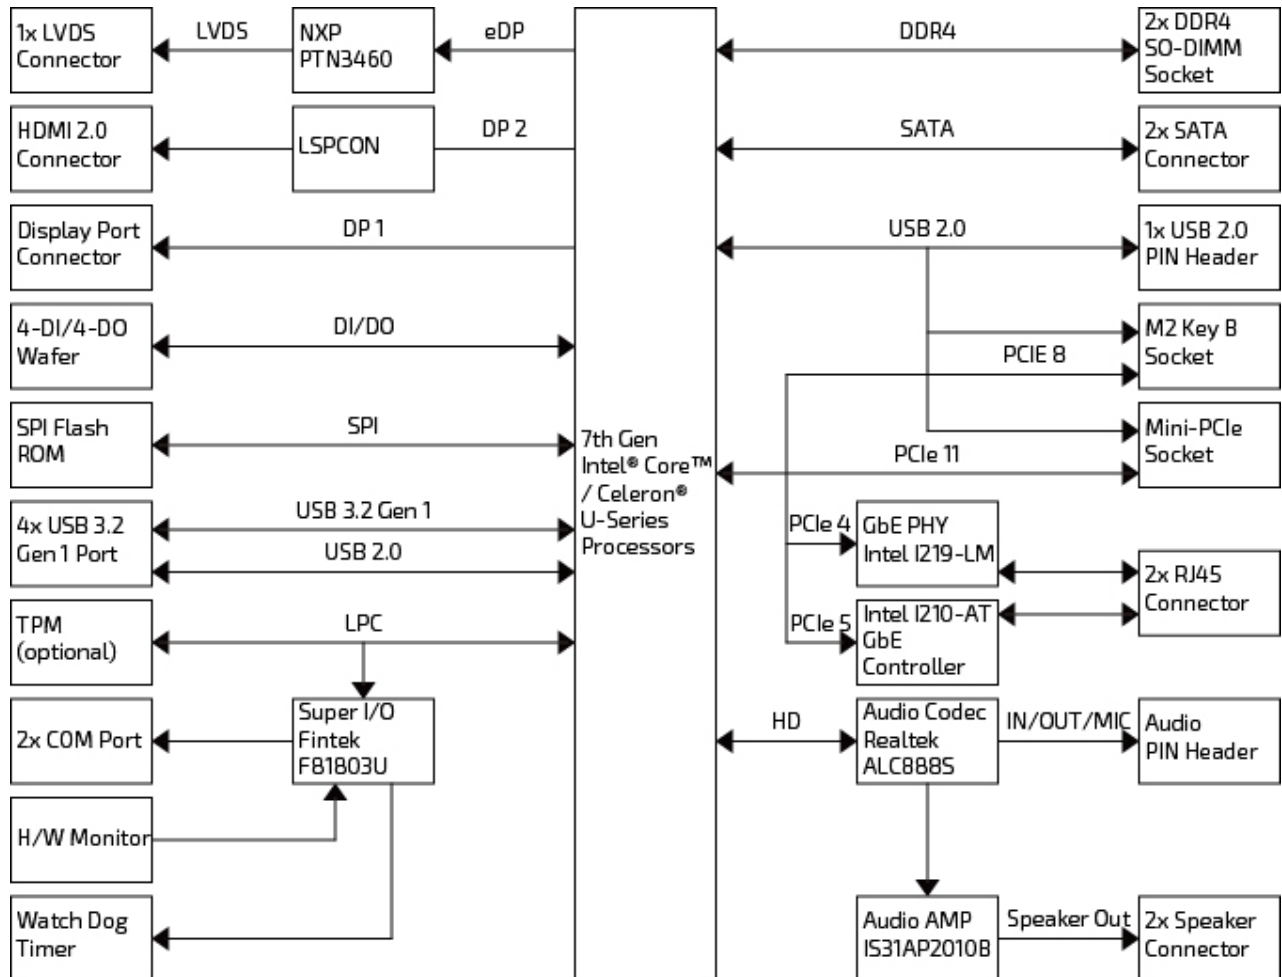 1x LVDS
Connector
LVDS
NXP
PTN3460
eDP
DDR4
2x DDR4
SO-DIMM
Socket
HDMI 2.0
Connector
LSPCON
DP 2
SATA
2x SATA
Connector
Display Port
Connector
DP 1
USB 2.0
1x USB 2.0
PIN Header
4-DI/4-DO
Wafer
DI/DO
M2 Key B
Socket
PCIE 8
SPI Flash
ROM
SPI
7th Gen
Intel® Core™
/ Celeron®
U-Series
Processors
Mini-PCIe
Socket
PCIe 11
4x USB 3.2
Gen 1 Port
USB 3.2 Gen 1
USB 2.0
PCIe 4
GbE PHY
Intel I219-LM
2x RJ45
Connector
TPM
(optional)
LPC
PCIe 5
Intel I210-AT
GbE
Controller
2x COM Port
Super I/O
Fintek
F81803U
HD
Audio Codec
Realtek
ALC888S
IN/OUT/MIC
Audio
PIN Header
H/W Monitor
Watch Dog
Timer
Audio AMP
IS31AP2010B
Speaker Out
2x Speaker
Connector